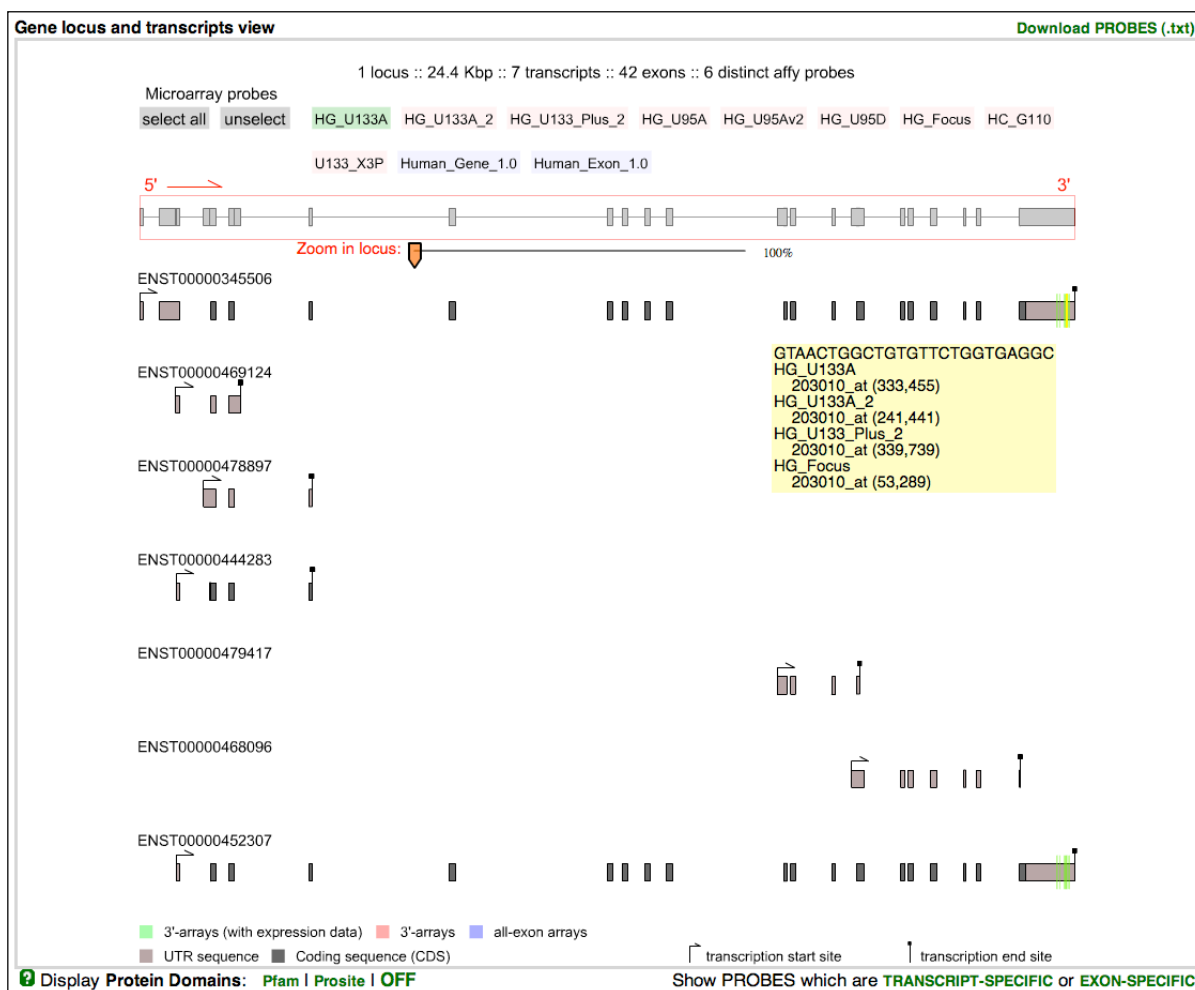 Gene locus and transcripts view
Download PROBES (.txt)
1 locus :: 24.4 Kbp :: 7 transcripts :: 42 exons :: 6 distinct affy probes
Microarray probes
select all unselect HG_U133A HG_U133A_2 HG_U133_Plus_2 HG_U95A HG_U95Av2 HG_U95D HG_Focus HC_G110
U133_X3P Human_Gene_1.0 Human_Exon_1.0
5' 3'
Zoom in locus: 100%
ENST00000345506
GTAACTGGCTGTGTTCTGGTGAGGC
HG_U133A
203010_at (333,455)
HG_U133A_2
203010_at (241,441)
HG_U133_Plus_2
203010_at (339,739)
HG_Focus
203010_at (53,289)
ENST00000469124
ENST00000478897
ENST00000444283
ENST00000479417
ENST00000468096
ENST00000452307
3'-arrays (with expression data) 3'-arrays all-exon arrays
UTR sequence Coding sequence (CDS) transcription start site transcription end site
? Display Protein Domains: Pfam | Prosite | OFF
Show PROBES which are TRANSCRIPT-SPECIFIC or EXON-SPECIFIC